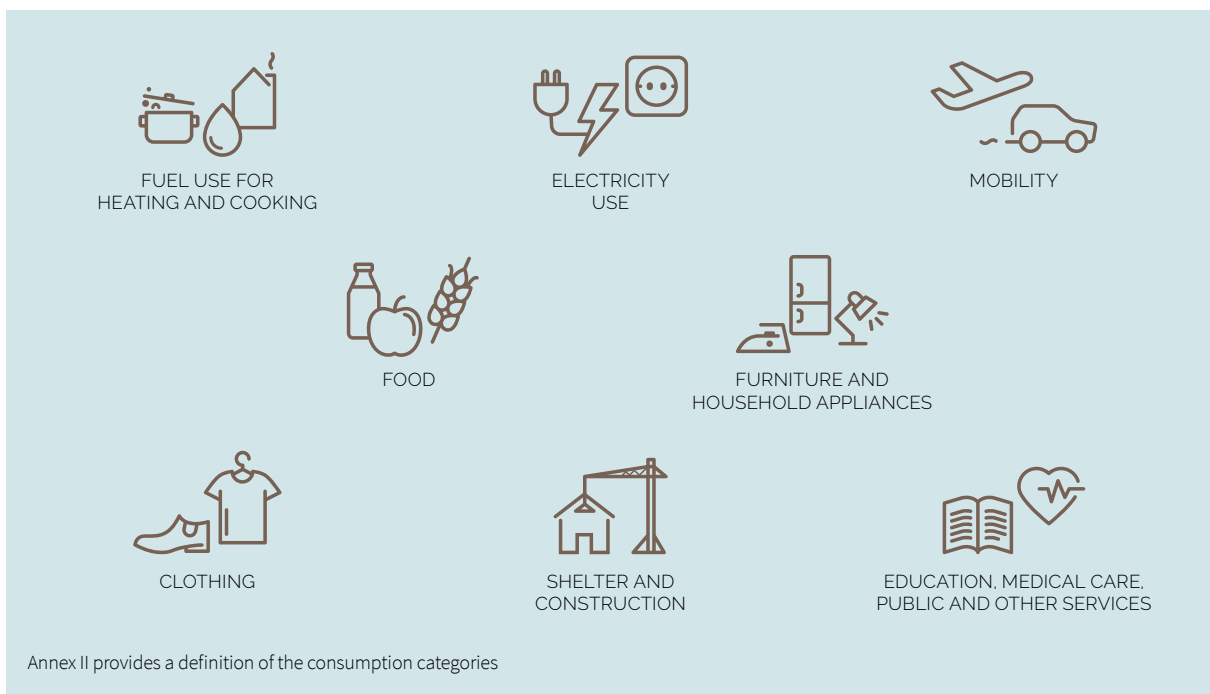 FUEL USE FOR
HEATING AND COOKING
ELECTRICITY
USE
MOBILITY
FOOD
FURNITURE AND
HOUSEHOLD APPLIANCES
CLOTHING
SHELTER AND
CONSTRUCTION
EDUCATION, MEDICAL CARE,
PUBLIC AND OTHER SERVICES
Annex II provides a definition of the consumption categories